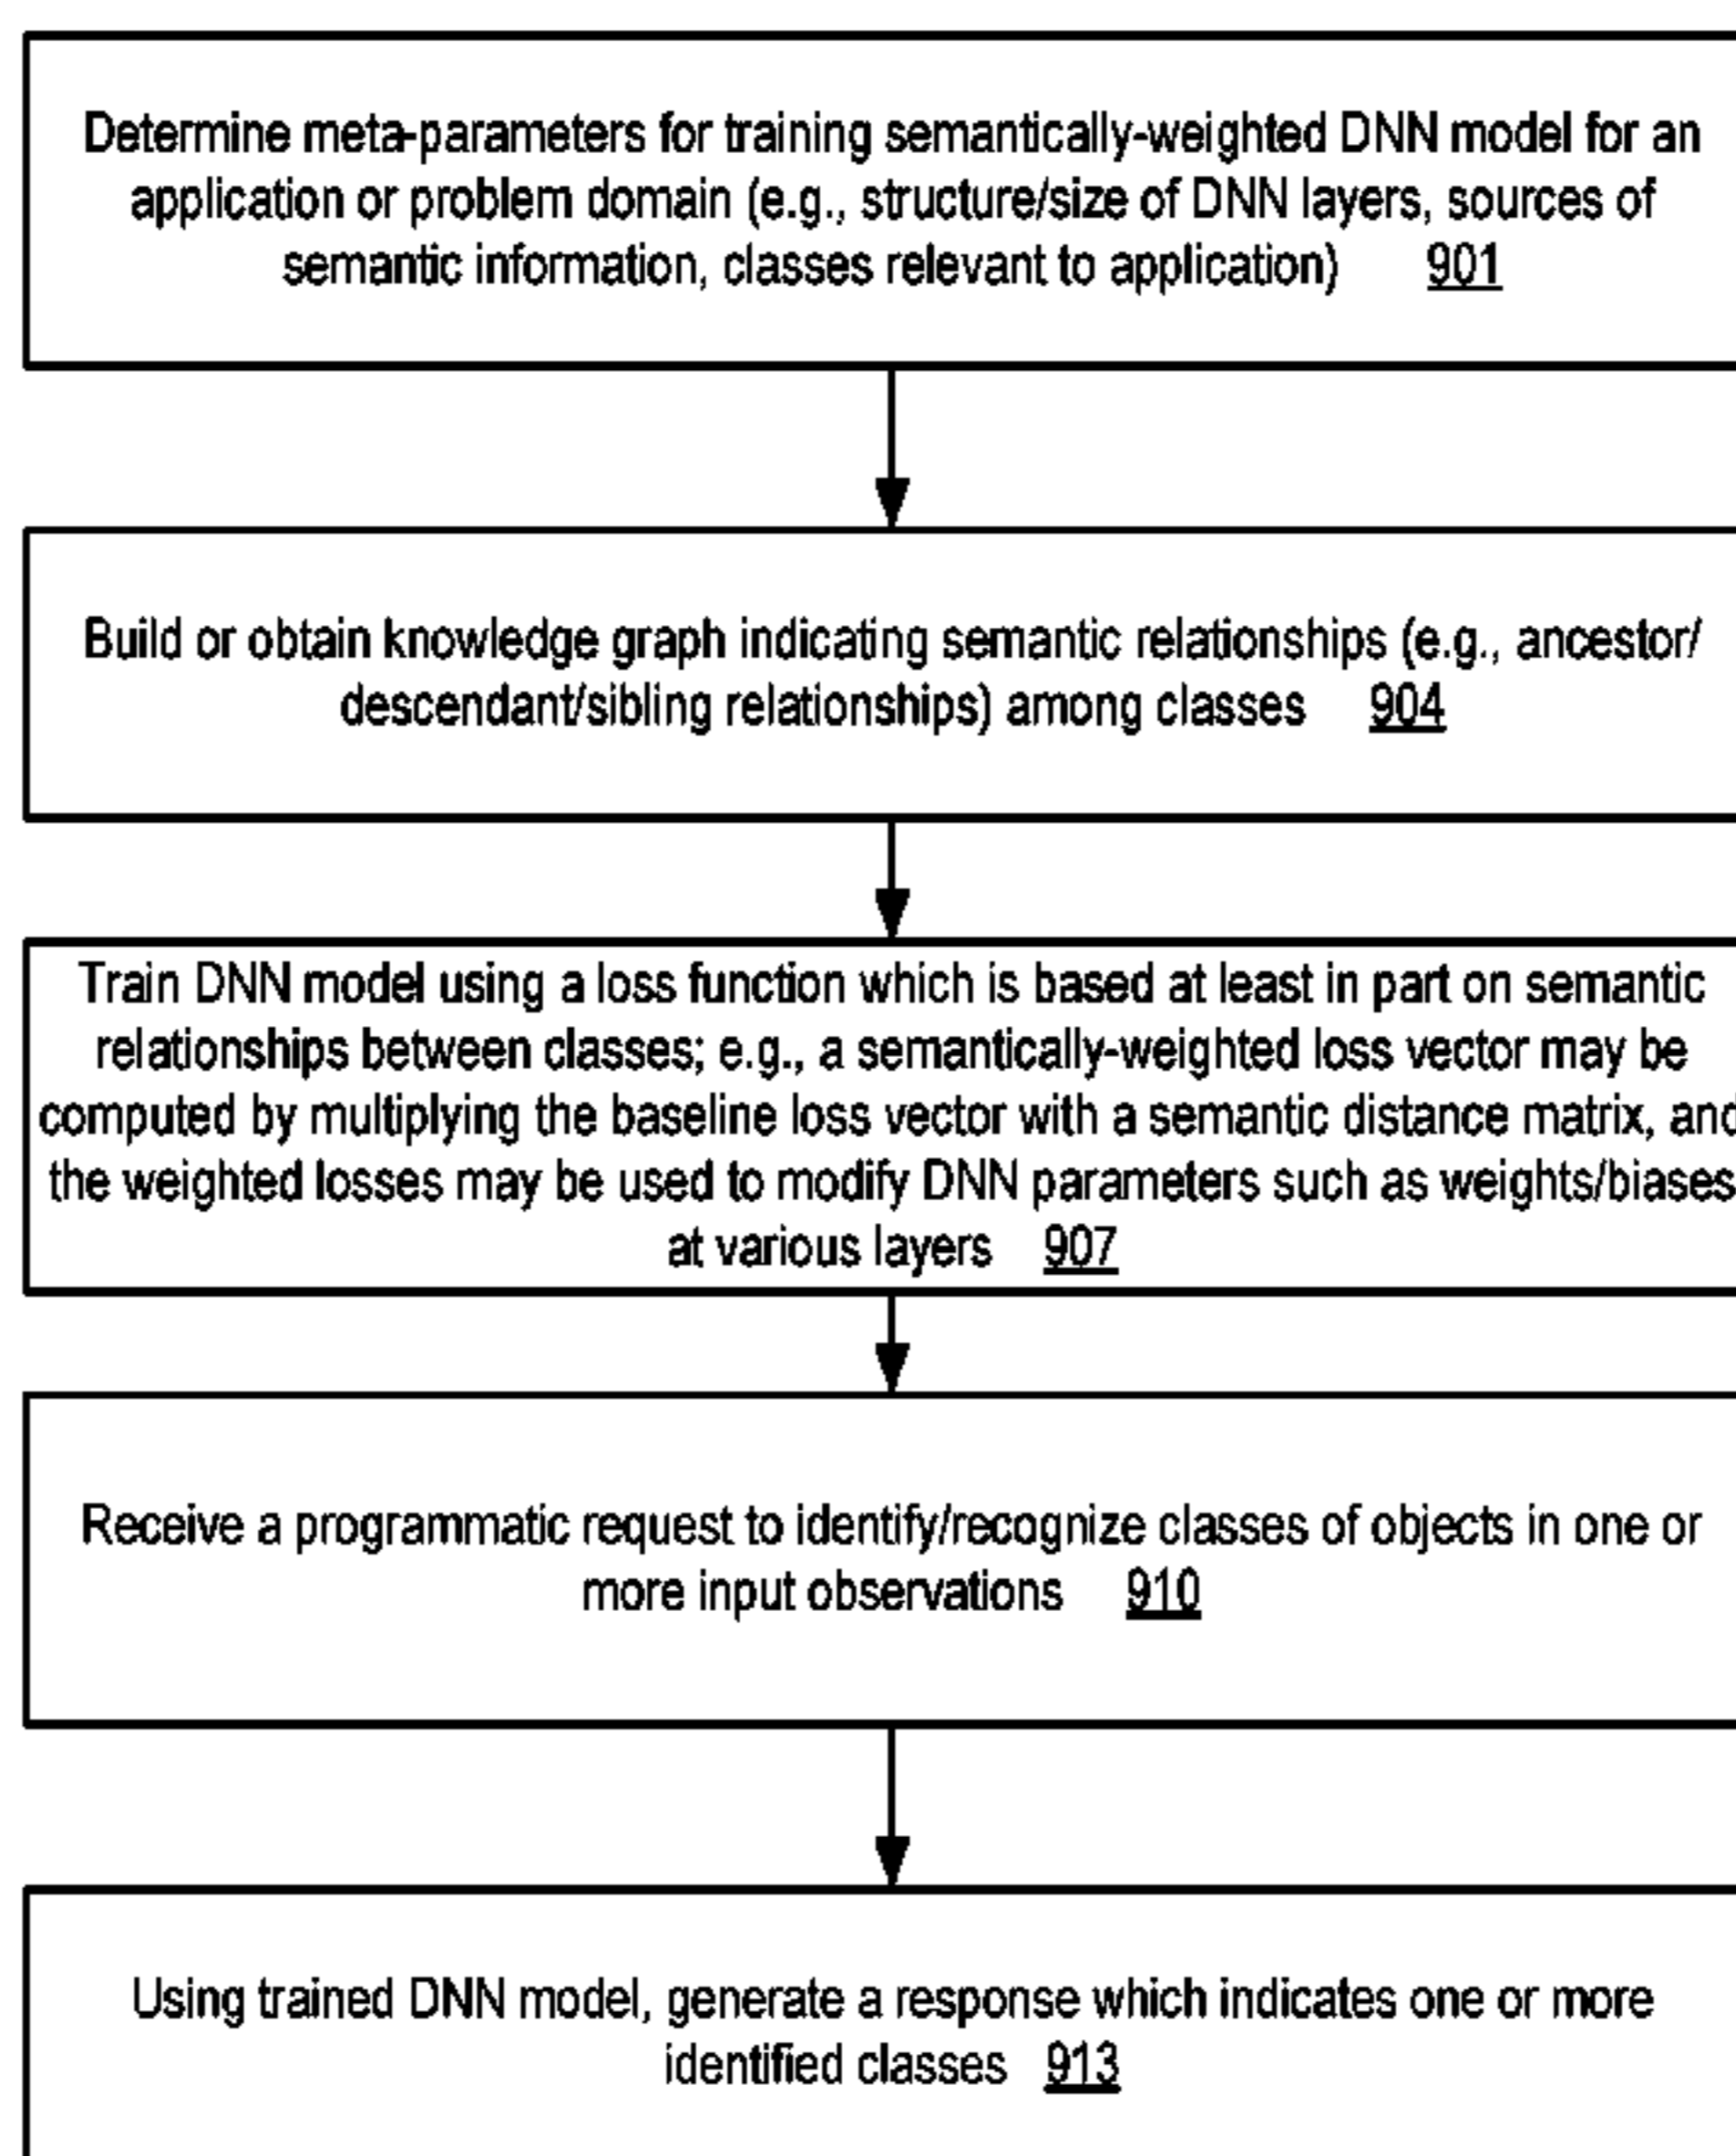 Determine meta-parameters for training semantically-weighted DNN model for an
application or problem domain (e.g., structure/size of DNN layers, sources of
semantic information, classes relevant to application) 901
Build or obtain knowledge graph indicating semantic relationships (e.g., ancestor/
descendant/sibling relationships) among classes 904
Train DNN model using a loss function which is based at least in part on semantic
relationships between classes; e.g., a semantically-weighted loss vector may be
computed by multiplying the baseline loss vector with a semantic distance matrix, and
the weighted losses may be used to modify DNN parameters such as weights/biases
at various layers 907
Receive a programmatic request to identify/recognize classes of objects in one or
more input observations 910
Using trained DNN model, generate a response which indicates one or more
identified classes 913